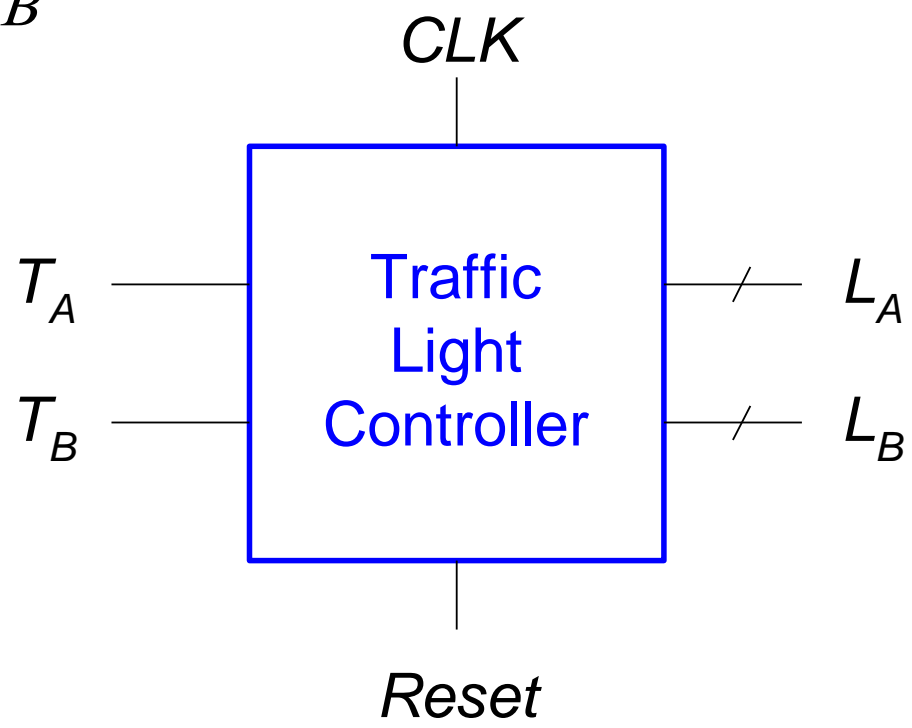 B
CLK
T_A
Traffic
Light
Controller
L_A
T_B
L_B
Reset